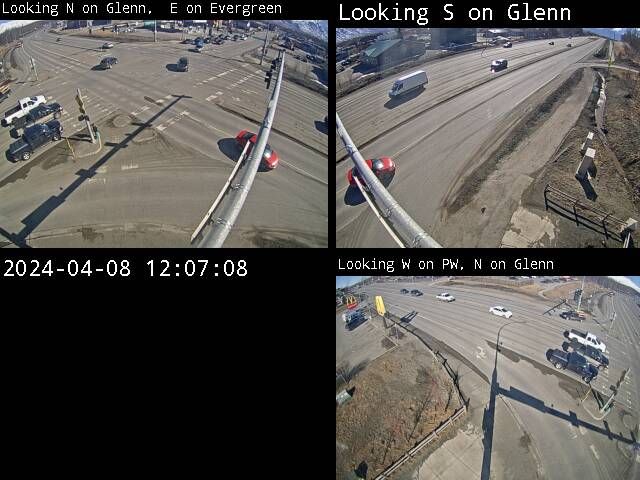 Looking N on Glenn, E on Evergreen
Looking S on Glenn
2024-04-08 12:07:08
Looking W on PW, N on Glenn